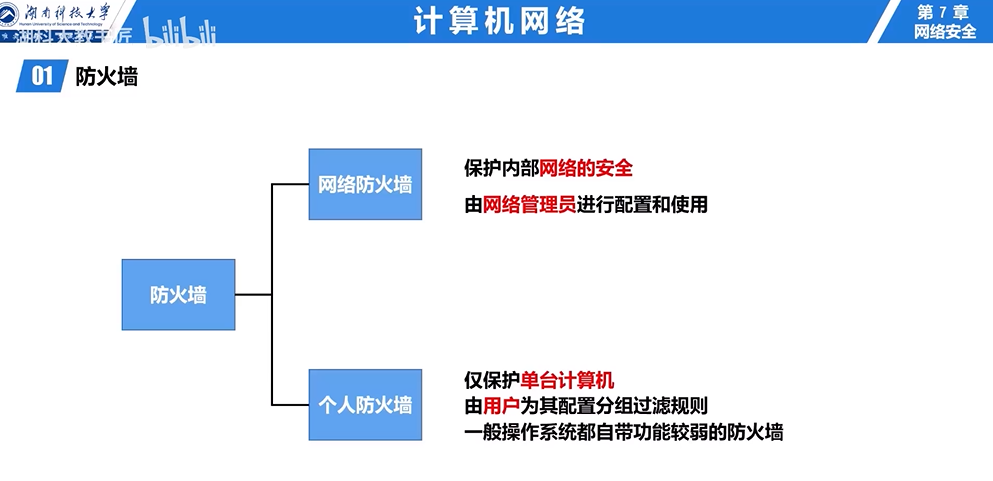 湖南科技大学
Hunan University of Science and Technology
湖科大教书匠 bilibili
计算机网络
第 7 章
网络安全
01 防火墙
网络防火墙
保护内部网络的安全
由网络管理员进行配置和使用
防火墙
个人防火墙
仅保护单台计算机
由用户为其配置分组过滤规则
一般操作系统都自带功能较弱的防火墙